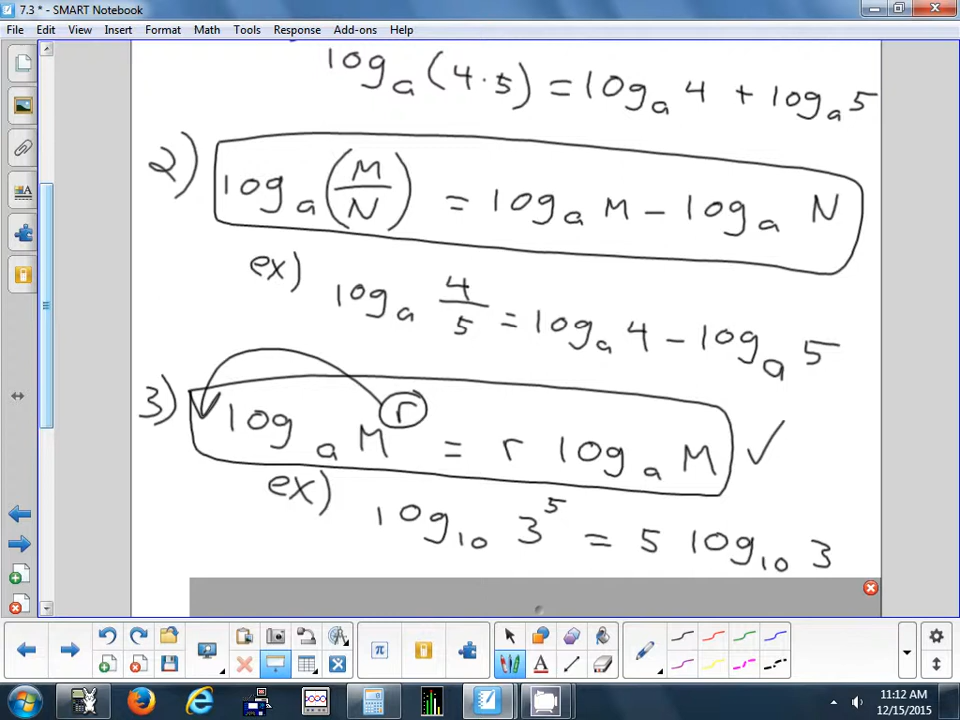 7.3 * - SMART Notebook
File Edit View Insert Format Math Tools Response Add-ons Help
log_a (4·5) = log_a 4 + log_a 5
2) log_a (M/N) = log_a M - log_a N
ex) log_a 4/5 = log_a 4 - log_a 5
3) log_a M^r = r log_a M ✓
ex) log_10 3^5 = 5 log_10 3
11:12 AM
12/15/2015